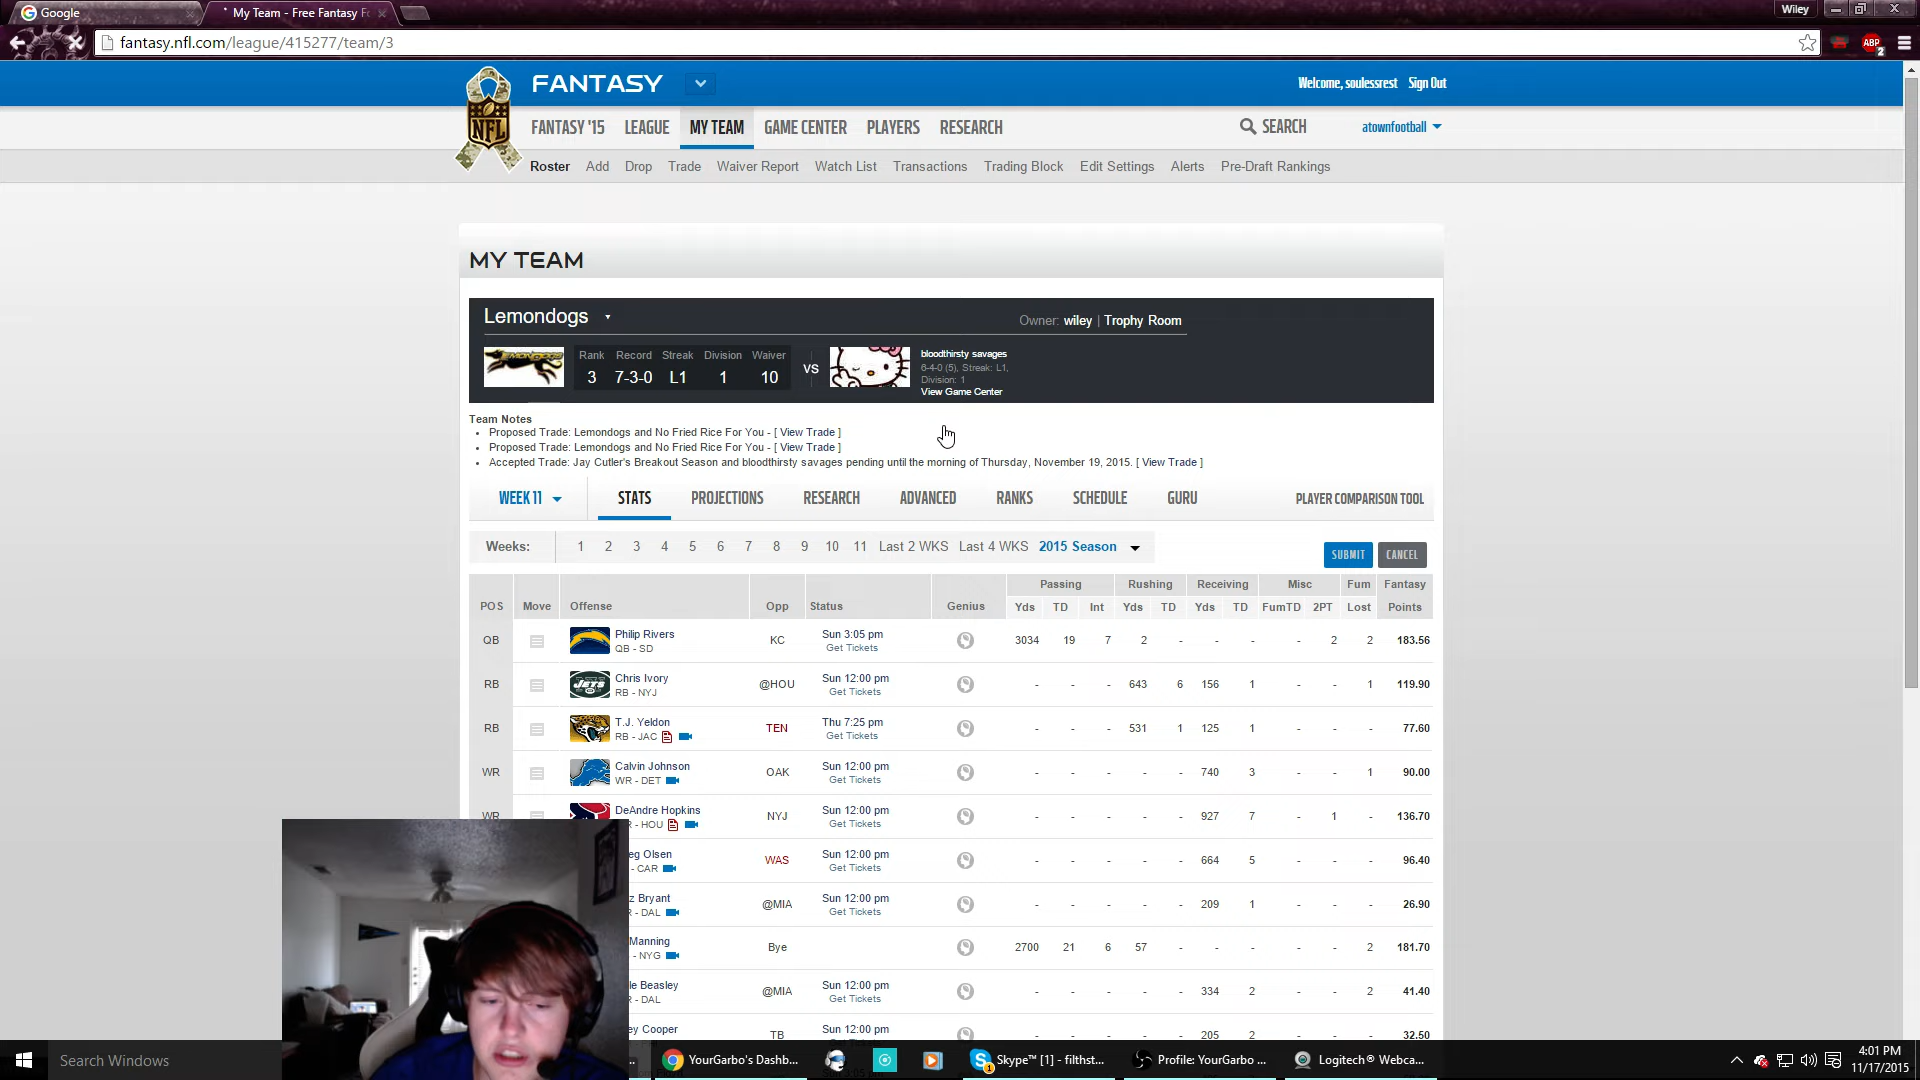 Google
My Team - Free Fantasy Fo
Wiley
fantasy.nfl.com/league/415277/team/3
ABP
2
NFL
FANTASY
Welcome, soulessrest Sign Out
FANTASY '15 LEAGUE MY TEAM GAME CENTER PLAYERS RESEARCH SEARCH atownfootball
Roster Add Drop Trade Waiver Report Watch List Transactions Trading Block Edit Settings Alerts Pre-Draft Rankings
MY TEAM
Lemondogs
Owner: wiley | Trophy Room
Rank Record Streak Division Waiver
3 7-3-0 L1 1 10
VS
bloodthirsty savages
6-4-0 (5), Streak: L1,
Division: 1
View Game Center
Team Notes
Proposed Trade: Lemondogs and No Fried Rice For You - [ View Trade ]
Proposed Trade: Lemondogs and No Fried Rice For You - [ View Trade ]
Accepted Trade: Jay Cutler's Breakout Season and bloodthirsty savages pending until the morning of Thursday, November 19, 2015. [ View Trade ]
WEEK 11 STATS PROJECTIONS RESEARCH ADVANCED RANKS SCHEDULE GURU PLAYER COMPARISON TOOL
Weeks: 1 2 3 4 5 6 7 8 9 10 11 Last 2 WKS Last 4 WKS 2015 Season
SUBMIT CANCEL
Passing Rushing Receiving Misc Fum Fantasy
POS Move Offense Opp Status Genius Yds TD Int Yds TD Yds TD FumTD 2PT Lost Points
QB Philip Rivers KC Sun 3:05 pm 3034 19 7 2 - - - - 2 2 183.56
QB - SD Get Tickets
RB Chris Ivory @HOU Sun 12:00 pm - - - 643 6 156 1 - - 1 119.90
RB - NYJ Get Tickets
RB T.J. Yeldon TEN Thu 7:25 pm - - - 531 1 125 1 - - - 77.60
RB - JAC Get Tickets
WR Calvin Johnson OAK Sun 12:00 pm - - - - - 740 3 - - 1 90.00
WR - DET Get Tickets
WR DeAndre Hopkins NYJ Sun 12:00 pm - - - - - 927 7 - 1 - 136.70
R - HOU Get Tickets
eg Olsen WAS Sun 12:00 pm - - - - - 664 5 - - - 96.40
- CAR Get Tickets
z Bryant @MIA Sun 12:00 pm - - - - - 209 1 - - - 26.90
R - DAL Get Tickets
Manning Bye 2700 21 6 57 - - - - - 2 181.70
- NYG
le Beasley @MIA Sun 12:00 pm - - - - - 334 2 - - 2 41.40
R - DAL Get Tickets
ey Cooper TB Sun 12:00 pm - - - - - 205 2 - - - 32.50
Search Windows
YourGarbo's Dashb...
Skype™ [1] - filthst...
Profile: YourGarbo ...
Logitech® Webca...
4:01 PM
11/17/2015